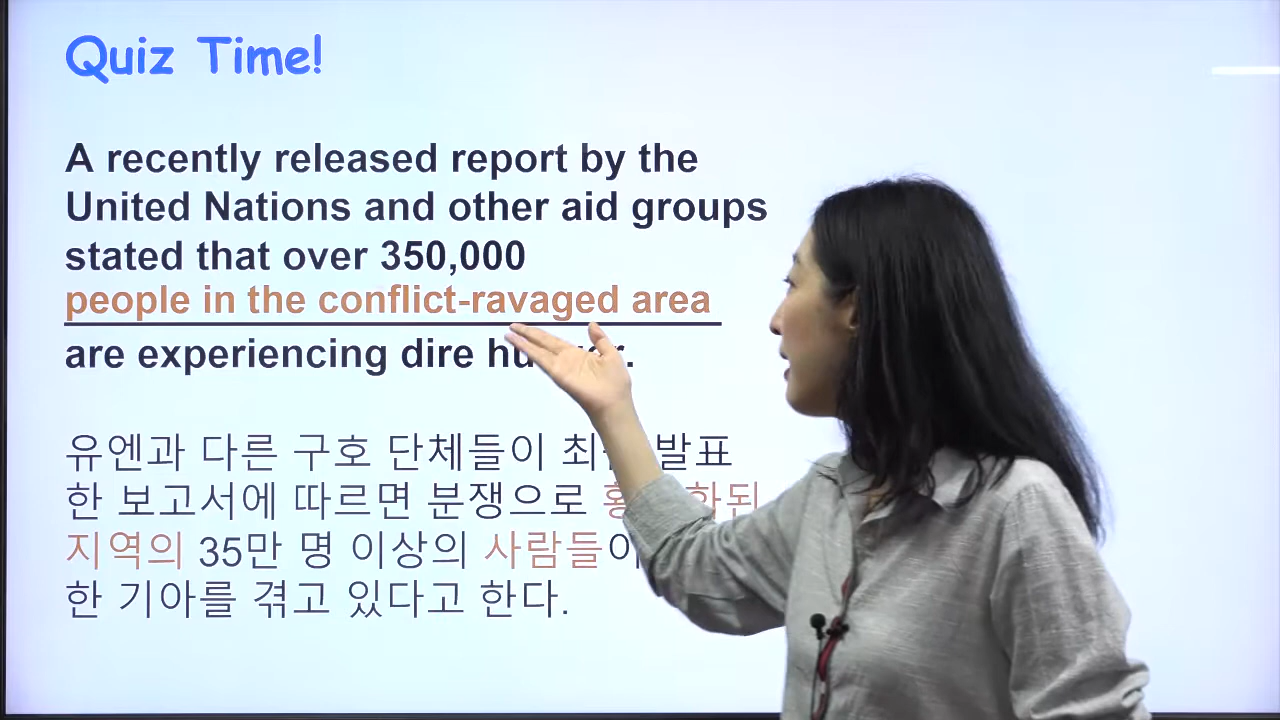 Quiz Time!
A recently released report by the
United Nations and other aid groups
stated that over 350,000
people in the conflict-ravaged area
are experiencing dire
유엔과 다른 구호 단체들이 발표
한 보고서에 따르면 분쟁으로
지역의 35만 명 이상의 사람들이
한 기아를 겪고 있다고 한다.